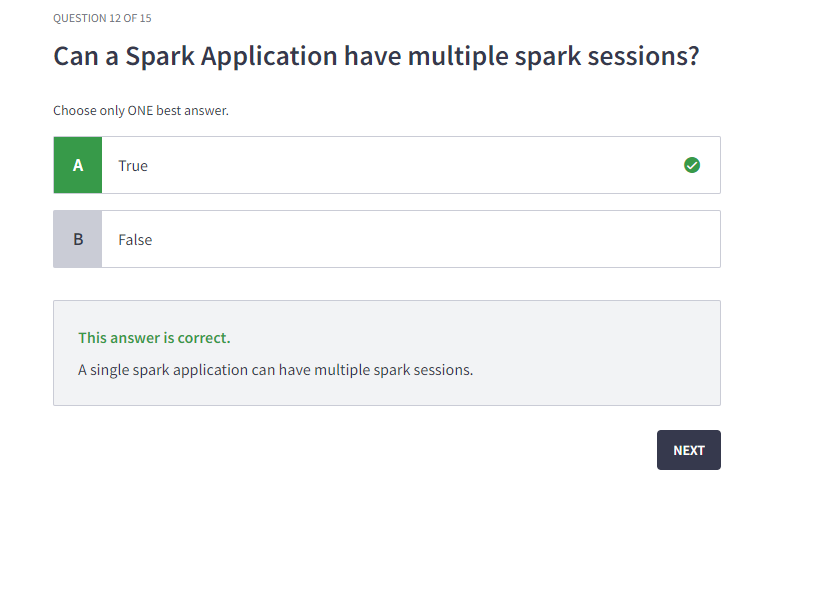 QUESTION 12 OF 15
Can a Spark Application have multiple spark sessions?
Choose only ONE best answer.
A True
B False
This answer is correct.
A single spark application can have multiple spark sessions.
NEXT